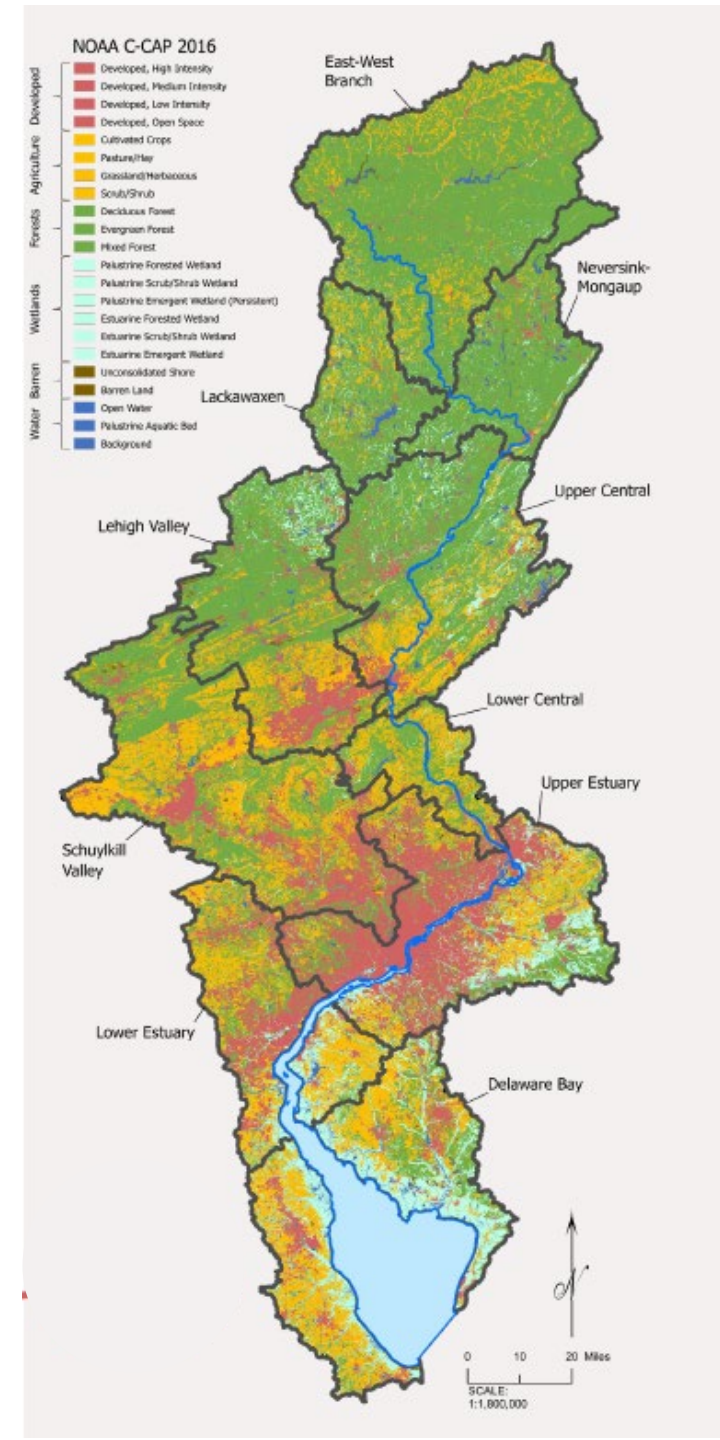 NOAA C-CAP 2016
Developed
Developed, High Intensity
Developed, Medium Intensity
Developed, Low Intensity
Developed, Open Space
Agriculture
Cultivated Crops
Pasture/Hay
Grassland/Herbaceous
Scrub/Shrub
Forests
Deciduous Forest
Evergreen Forest
Mixed Forest
Wetlands
Palustrine Forested Wetland
Palustrine Scrub/Shrub Wetland
Palustrine Emergent Wetland (Persistent)
Estuarine Forested Wetland
Estuarine Scrub/Shrub Wetland
Estuarine Emergent Wetland
Barren
Unconsolidated Shore
Barren Land
Water
Open Water
Palustrine Aquatic Bed
Background
East-West
Branch
Neversink-
Mongaup
Lackawaxen
Upper Central
Lehigh Valley
Lower Central
Upper Estuary
Schuylkill
Valley
Lower Estuary
Delaware Bay
N
0 10 20 Miles
SCALE:
1:1,800,000